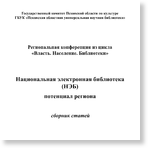 Государственный комитет Псковской области по культуре
ГБУК «Псковская областная универсальная научная библиотека»
Региональная конференция из цикла
«Власть. Население. Библиотеки»
Национальная электронная библиотека
(НЭБ)
потенциал региона
сборник статей